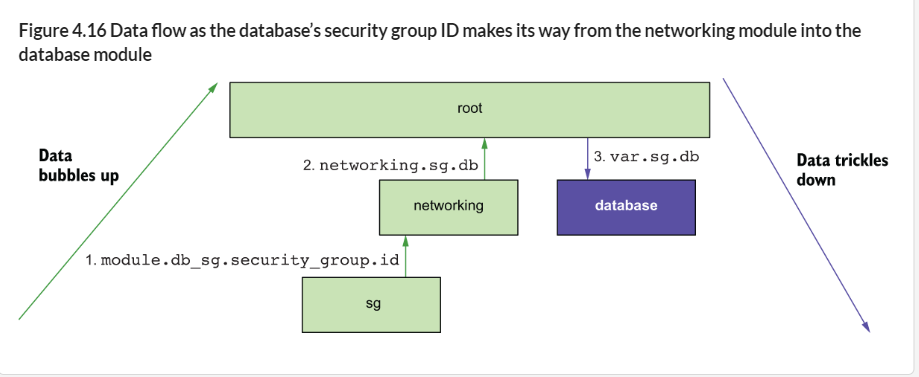 Figure 4.16 Data flow as the database’s security group ID makes its way from the networking module into the
database module
root
Data
bubbles up
2. networking.sg.db
3. var.sg.db
Data trickles
down
networking
database
1. module.db_sg.security_group.id
sg